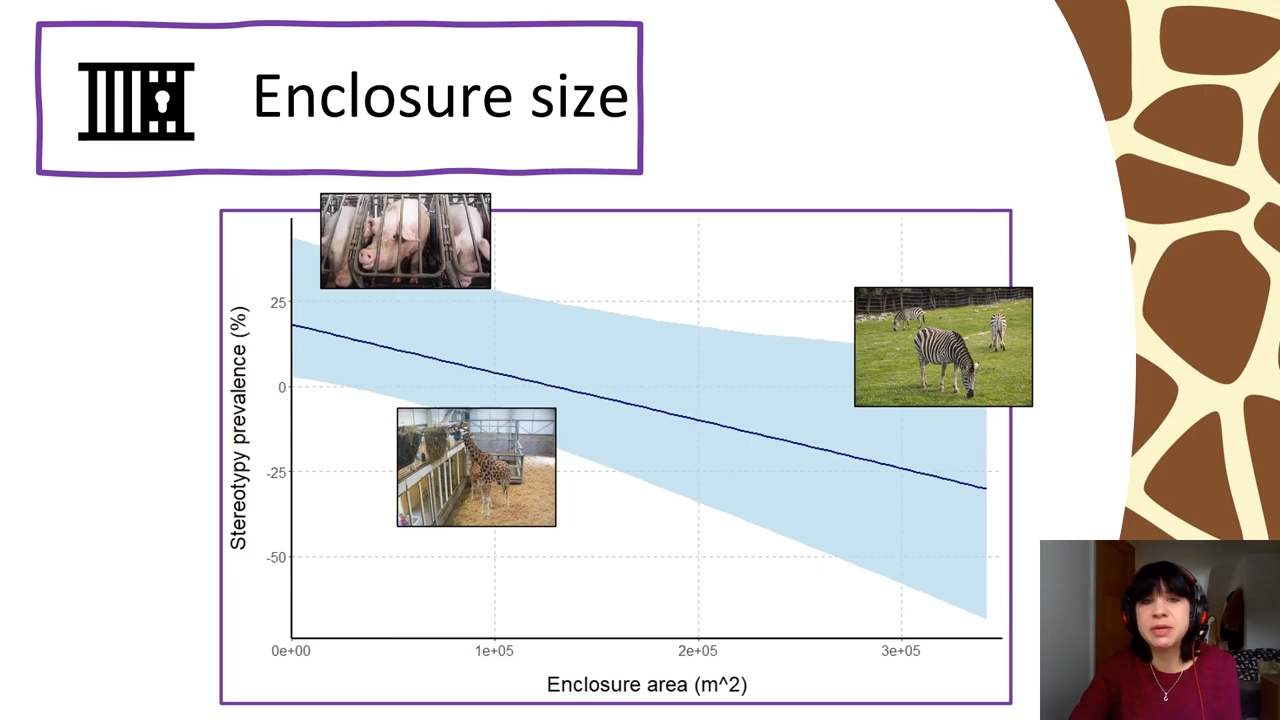 Enclosure size
Stereotypy prevalence (%)
25
0
-25
-50
0e+00 1e+05 2e+05 3e+05
Enclosure area (m^2)